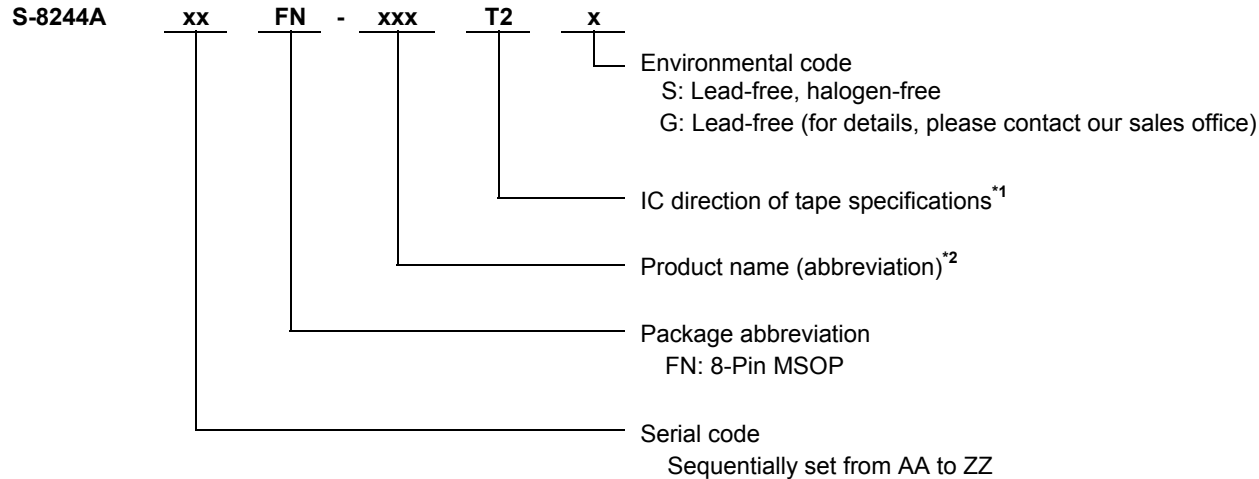 S-8244A xx FN - xxx T2 x
Environmental code
S: Lead-free, halogen-free
G: Lead-free (for details, please contact our sales office)
IC direction of tape specifications*1
Product name (abbreviation)*2
Package abbreviation
FN: 8-Pin MSOP
Serial code
Sequentially set from AA to ZZ